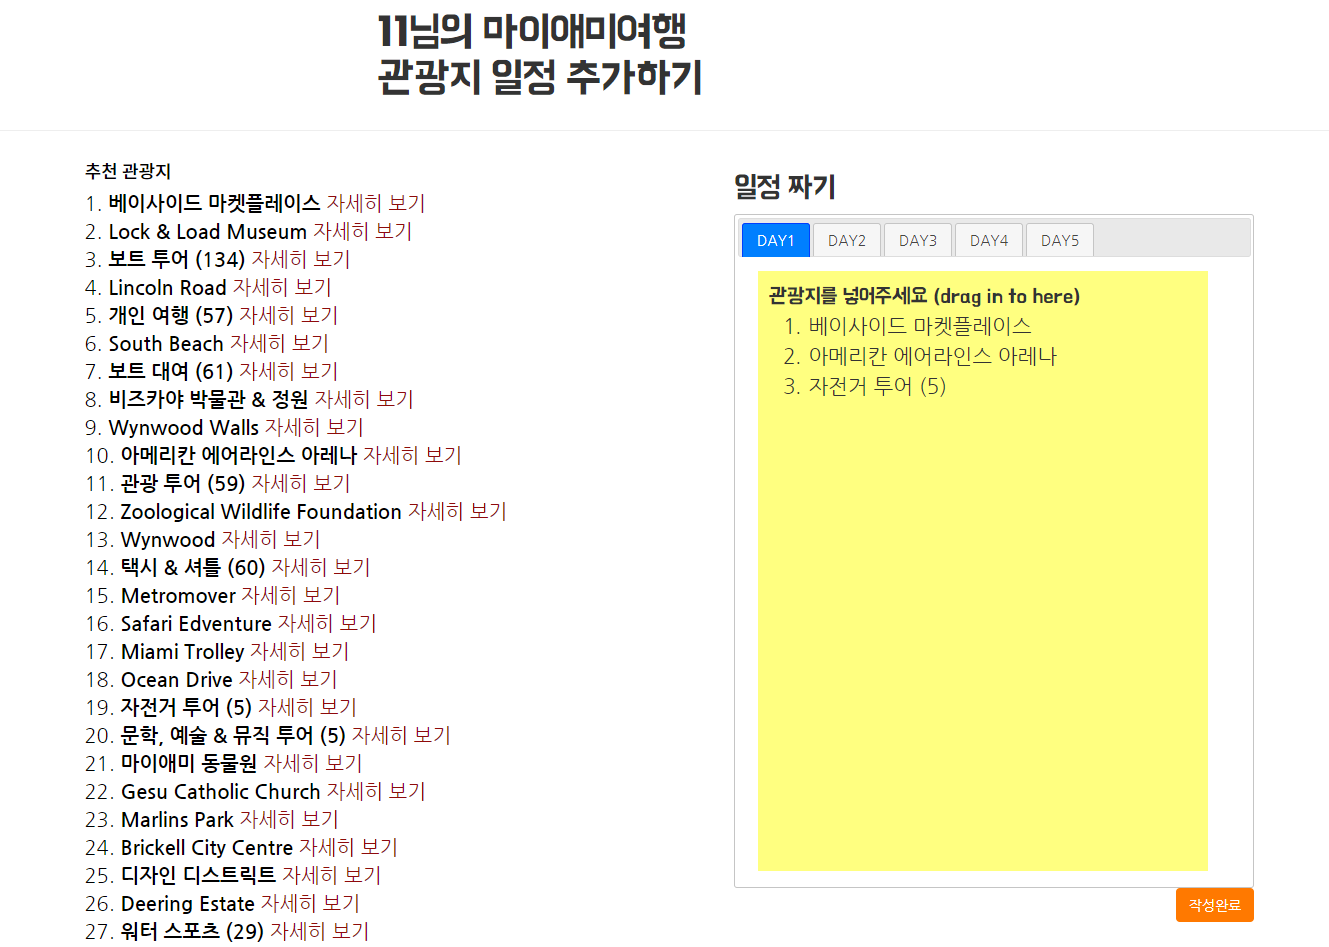 11님의 마이애미여행
관광지 일정 추가하기
추천 관광지
1. 베이사이드 마켓플레이스 자세히 보기
2. Lock & Load Museum 자세히 보기
3. 보트 투어 (134) 자세히 보기
4. Lincoln Road 자세히 보기
5. 개인 여행 (57) 자세히 보기
6. South Beach 자세히 보기
7. 보트 대여 (61) 자세히 보기
8. 비즈카야 박물관 & 정원 자세히 보기
9. Wynwood Walls 자세히 보기
10. 아메리칸 에어라인스 아레나 자세히 보기
11. 관광 투어 (59) 자세히 보기
12. Zoological Wildlife Foundation 자세히 보기
13. Wynwood 자세히 보기
14. 택시 & 셔틀 (60) 자세히 보기
15. Metromover 자세히 보기
16. Safari Edventure 자세히 보기
17. Miami Trolley 자세히 보기
18. Ocean Drive 자세히 보기
19. 자전거 투어 (5) 자세히 보기
20. 문학, 예술 & 뮤직 투어 (5) 자세히 보기
21. 마이애미 동물원 자세히 보기
22. Gesu Catholic Church 자세히 보기
23. Marlins Park 자세히 보기
24. Brickell City Centre 자세히 보기
25. 디자인 디스트릭트 자세히 보기
26. Deering Estate 자세히 보기
27. 워터 스포츠 (29) 자세히 보기
일정 짜기
DAY1 DAY2 DAY3 DAY4 DAY5
관광지를 넣어주세요 (drag in to here)
1. 베이사이드 마켓플레이스
2. 아메리칸 에어라인스 아레나
3. 자전거 투어 (5)
작성완료